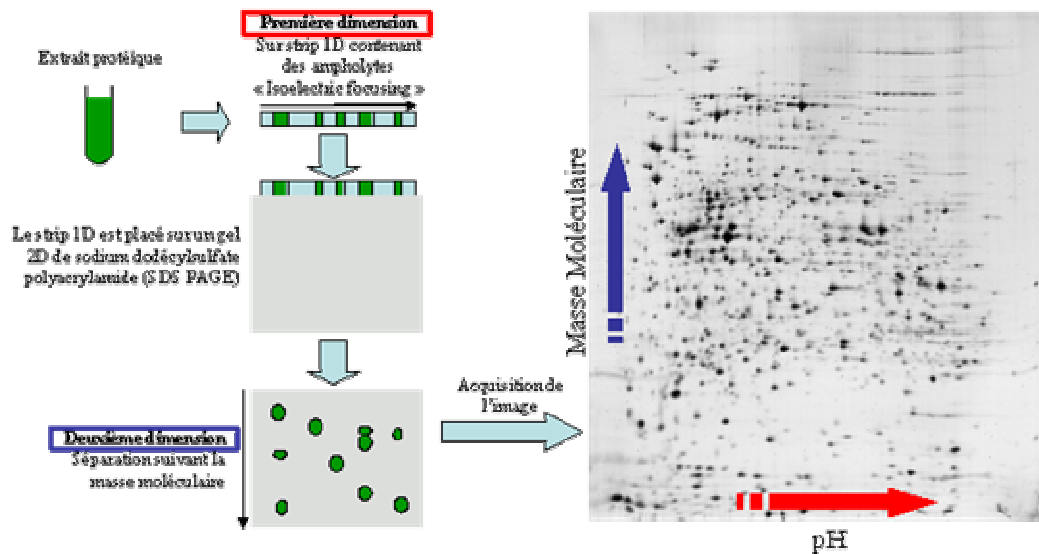 Extrait protéique
Première dimension
Sur strip 1D contenant
des ampholytes
« Isoelectric focusing »
Le strip 1D est placé sur un gel
2D de sodium dodécylsulfate
polyacrylamide (SDS PAGE)
Deuxième dimension
Séparation suivant la
masse moléculaire
Acquisition de
l'image
Masse Moléculaire
pH